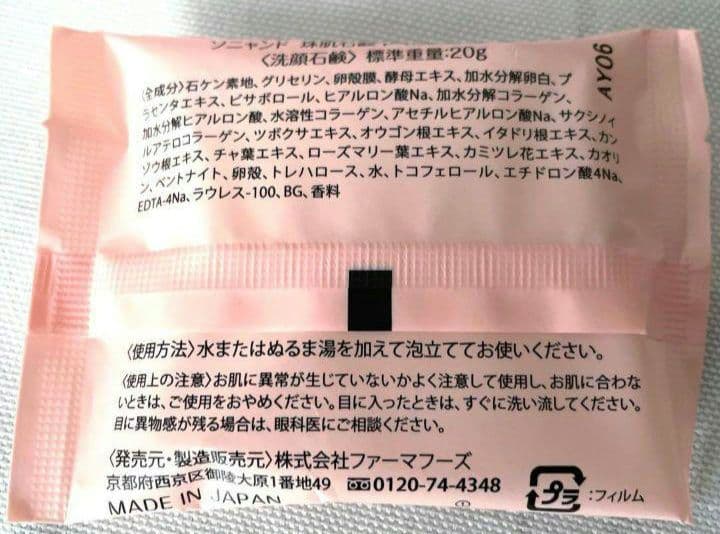 〈洗顔石鹸〉標準重量:20g
AY06
〈全成分〉石ケン素地、グリセリン、卵殻膜、酵母エキス、加水分解卵白、プ
ラセンタエキス、ビサボロール、ヒアルロン酸Na、加水分解コラーゲン、
加水分解ヒアルロン酸、水溶性コラーゲン、アセチルヒアルロン酸Na、サクシノイ
ルアテロコラーゲン、ツボクサエキス、オウゴン根エキス、イタドリ根エキス、カン
ゾウ根エキス、チャ葉エキス、ローズマリー葉エキス、カミツレ花エキス、カオリ
ン、ベントナイト、卵殻、トレハロース、水、トコフェロール、エチドロン酸4Na、
EDTA-4Na、ラウレス-100、BG、香料
〈使用方法〉水またはぬるま湯を加えて泡立ててお使いください。
〈使用上の注意〉お肌に異常が生じていないかよく注意して使用し、お肌に合わな
いときは、ご使用をおやめください。目に入ったときは、すぐに洗い流してください。
目に異物感が残る場合は、眼科医にご相談ください。
〈発売元・製造販売元〉株式会社ファーマフーズ
京都府西京区御陵大原1番地49 0120-74-4348
MADE IN JAPAN
プラ :フィルム